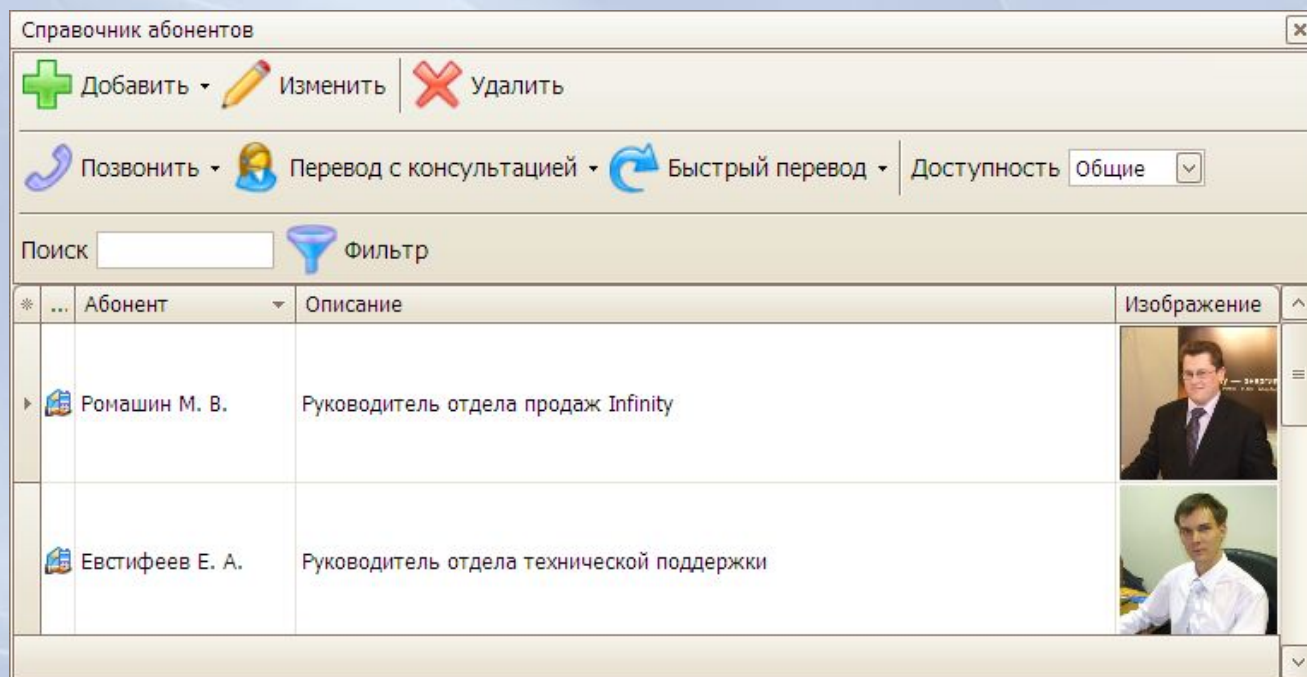 Справочник абонентов
Добавить Изменить Удалить
Позвонить Перевод с консультацией Быстрый перевод Доступность Общие
Поиск Фильтр
... Абонент Описание Изображение
Ромашин М. В. Руководитель отдела продаж Infinity
Евстифеев Е. А. Руководитель отдела технической поддержки